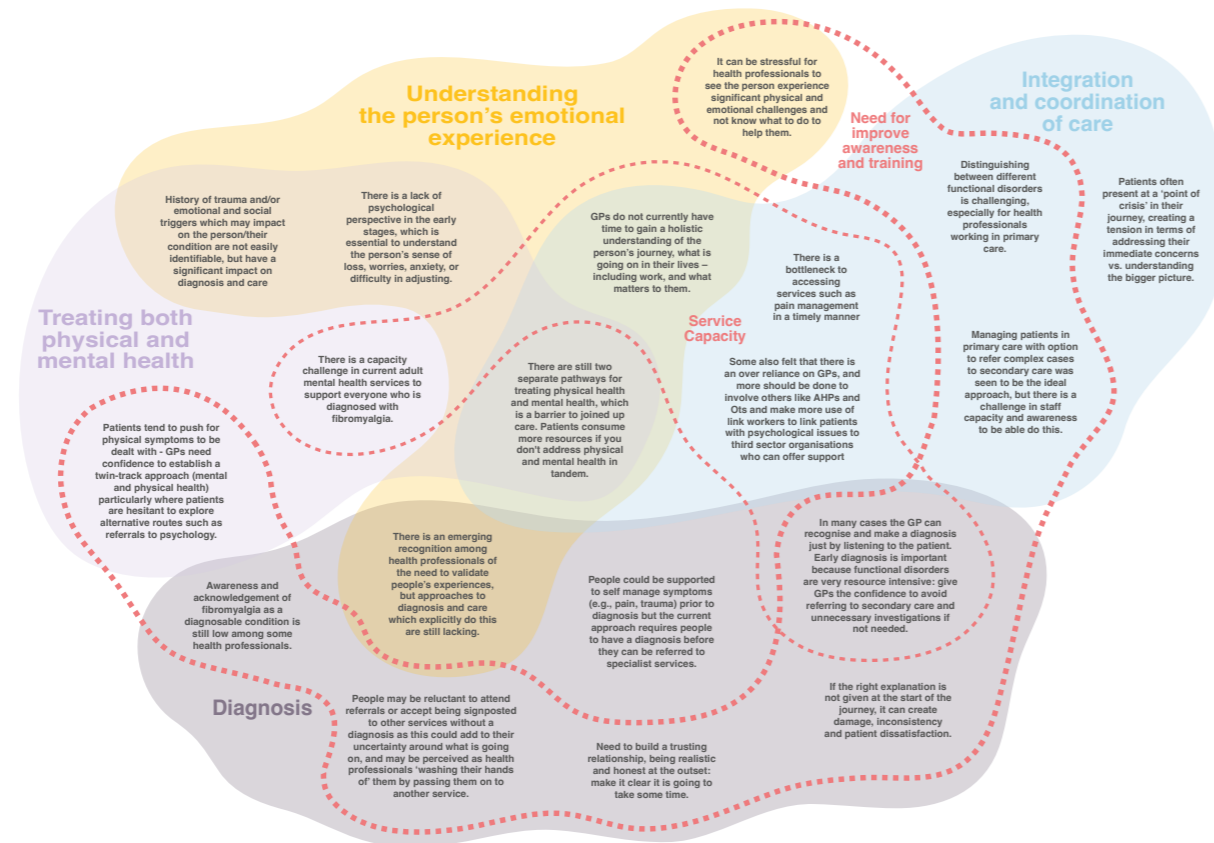 It can be stressful for
health professionals to
see the person experience
significant physical and
emotional challenges and
not know what to do to
help them.
Understanding
the person's emotional
experience
Integration
and coordination
of care
Need for
improve
awareness
and training
History of trauma and/or
emotional and social
triggers which may impact
on the person/their
condition are not easily
identifiable, but have a
significant impact on
diagnosis and care
There is a lack of
psychological
perspective in the early
stages, which is
essential to understand
the person's sense of
loss, worries, anxiety, or
difficulty in adjusting.
GPs do not currently have
time to gain a holistic
understanding of the
person's journey, what is
going on in their lives –
including work, and what
matters to them.
There is a
bottleneck to
accessing
services such as
pain management
in a timely manner
Distinguishing
between different
functional disorders
is challenging,
especially for health
professionals
working in primary
care.
Patients often
present at a 'point of
crisis' in their
journey, creating a
tension in terms of
addressing their
immediate concerns
vs. understanding
the bigger picture.
Treating both
physical and
mental health
Service
Capacity
There is a capacity
challenge in current adult
mental health services to
support everyone who is
diagnosed with
fibromyalgia.
There are still two
separate pathways for
treating physical health
and mental health, which
is a barrier to joined up
care. Patients consume
more resources if you
don't address physical
and mental health in
tandem.
Some also felt that there is
an over reliance on GPs, and
more should be done to
involve others like AHPs and
Ots and make more use of
link workers to link patients
with psychological issues to
third sector organisations
who can offer support
Managing patients in
primary care with option
to refer complex cases
to secondary care was
seen to be the ideal
approach, but there is a
challenge in staff
capacity and awareness
to be able do this.
Patients tend to push for
physical symptoms to be
dealt with - GPs need
confidence to establish a
twin-track approach (mental
and physical health)
particularly where patients
are hesitant to explore
alternative routes such as
referrals to psychology.
There is an emerging
recognition among
health professionals of
the need to validate
people's experiences,
but approaches to
diagnosis and care
which explicitly do this
are still lacking.
In many cases the GP can
recognise and make a diagnosis
just by listening to the patient.
Early diagnosis is important
because functional disorders
are very resource intensive: give
GPs the confidence to avoid
referring to secondary care and
unnecessary investigations if
not needed.
Awareness and
acknowledgement of
fibromyalgia as a
diagnosable condition is
still low among some
health professionals.
People could be supported
to self manage symptoms
(e.g., pain, trauma) prior to
diagnosis but the current
approach requires people
to have a diagnosis before
they can be referred to
specialist services.
Diagnosis
People may be reluctant to attend
referrals or accept being signposted
to other services without a
diagnosis as this could add to their
uncertainty around what is going
on, and may be perceived as health
professionals 'washing their hands
of' them by passing them on to
another service.
Need to build a trusting
relationship, being realistic
and honest at the outset:
make it clear it is going to
take some time.
If the right explanation is
not given at the start of the
journey, it can create
damage, inconsistency
and patient dissatisfaction.